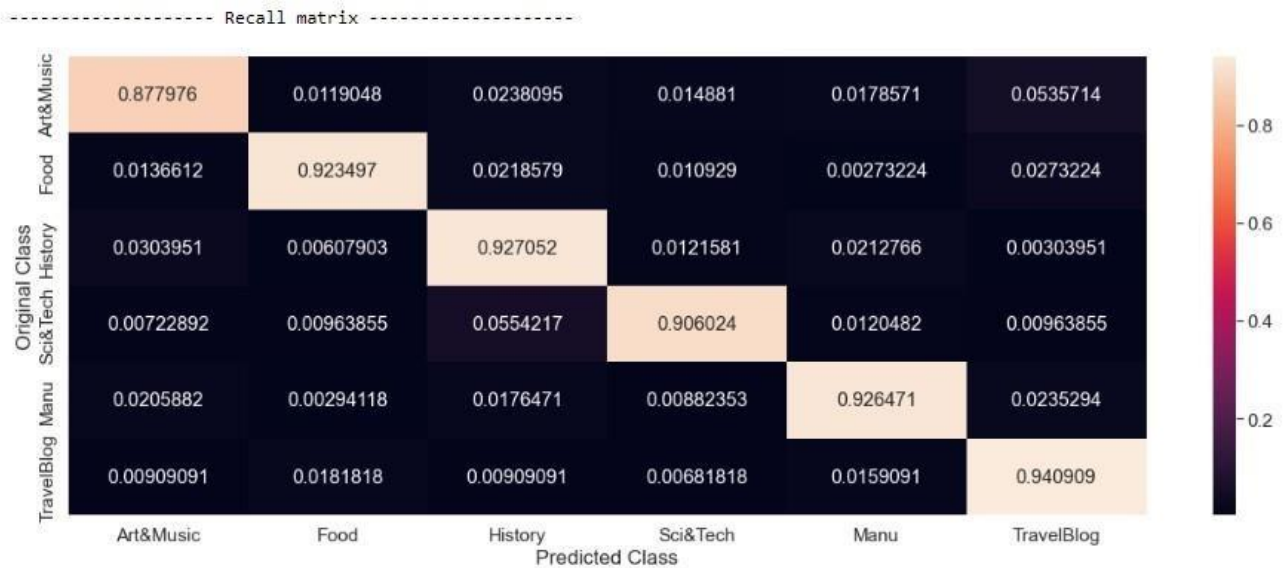 ------------------- Recall matrix -------------------
Art&Music 0.877976 0.0119048 0.0238095 0.014881 0.0178571 0.0535714
Food 0.0136612 0.923497 0.0218579 0.010929 0.00273224 0.0273224
History 0.0303951 0.00607903 0.927052 0.0121581 0.0212766 0.00303951
Sci&Tech 0.00722892 0.00963855 0.0554217 0.906024 0.0120482 0.00963855
Manu 0.0205882 0.00294118 0.0176471 0.00882353 0.926471 0.0235294
TravelBlog 0.00909091 0.0181818 0.00909091 0.00681818 0.0159091 0.940909
Original Class
Art&Music Food History Sci&Tech Manu TravelBlog
Predicted Class
0.8
0.6
0.4
0.2